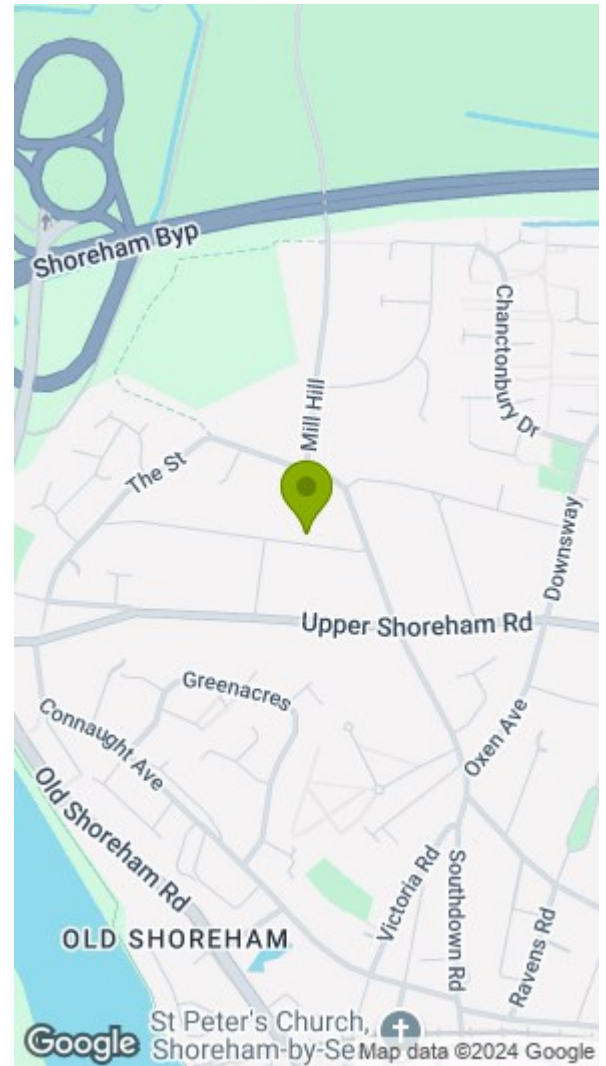 Shoreham Byp
Chanctonbury Dr
Mill Hill
The St
Downsway
Upper Shoreham Rd
Greenacres
Connaught Ave
Oxen Ave
Old Shoreham Rd
Victoria Rd
Southdown Rd
Ravens Rd
OLD SHOREHAM
St Peter's Church,
Shoreham-by-Se
Google
Map data ©2024 Google